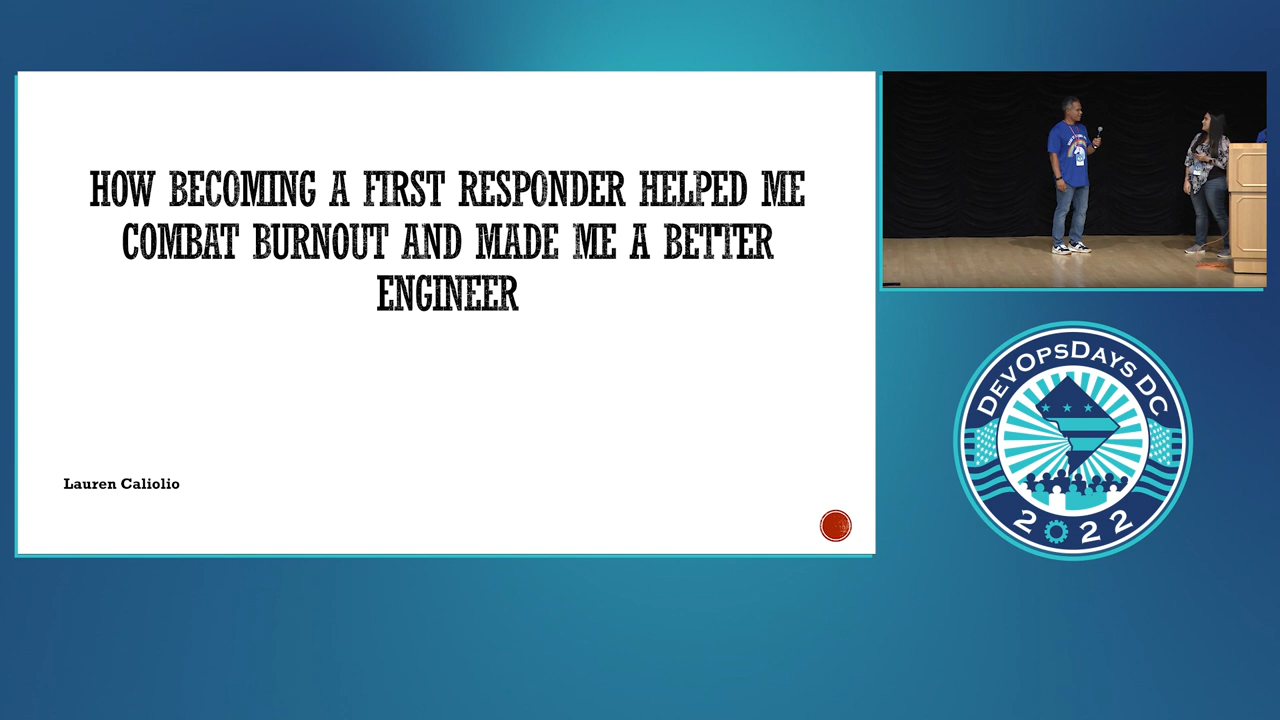 HOW BECOMING A FIRST RESPONDER HELPED ME
COMBAT BURNOUT AND MADE ME A BETTER
ENGINEER
Lauren Caliolio
DEVOPSDAYS DC
2022